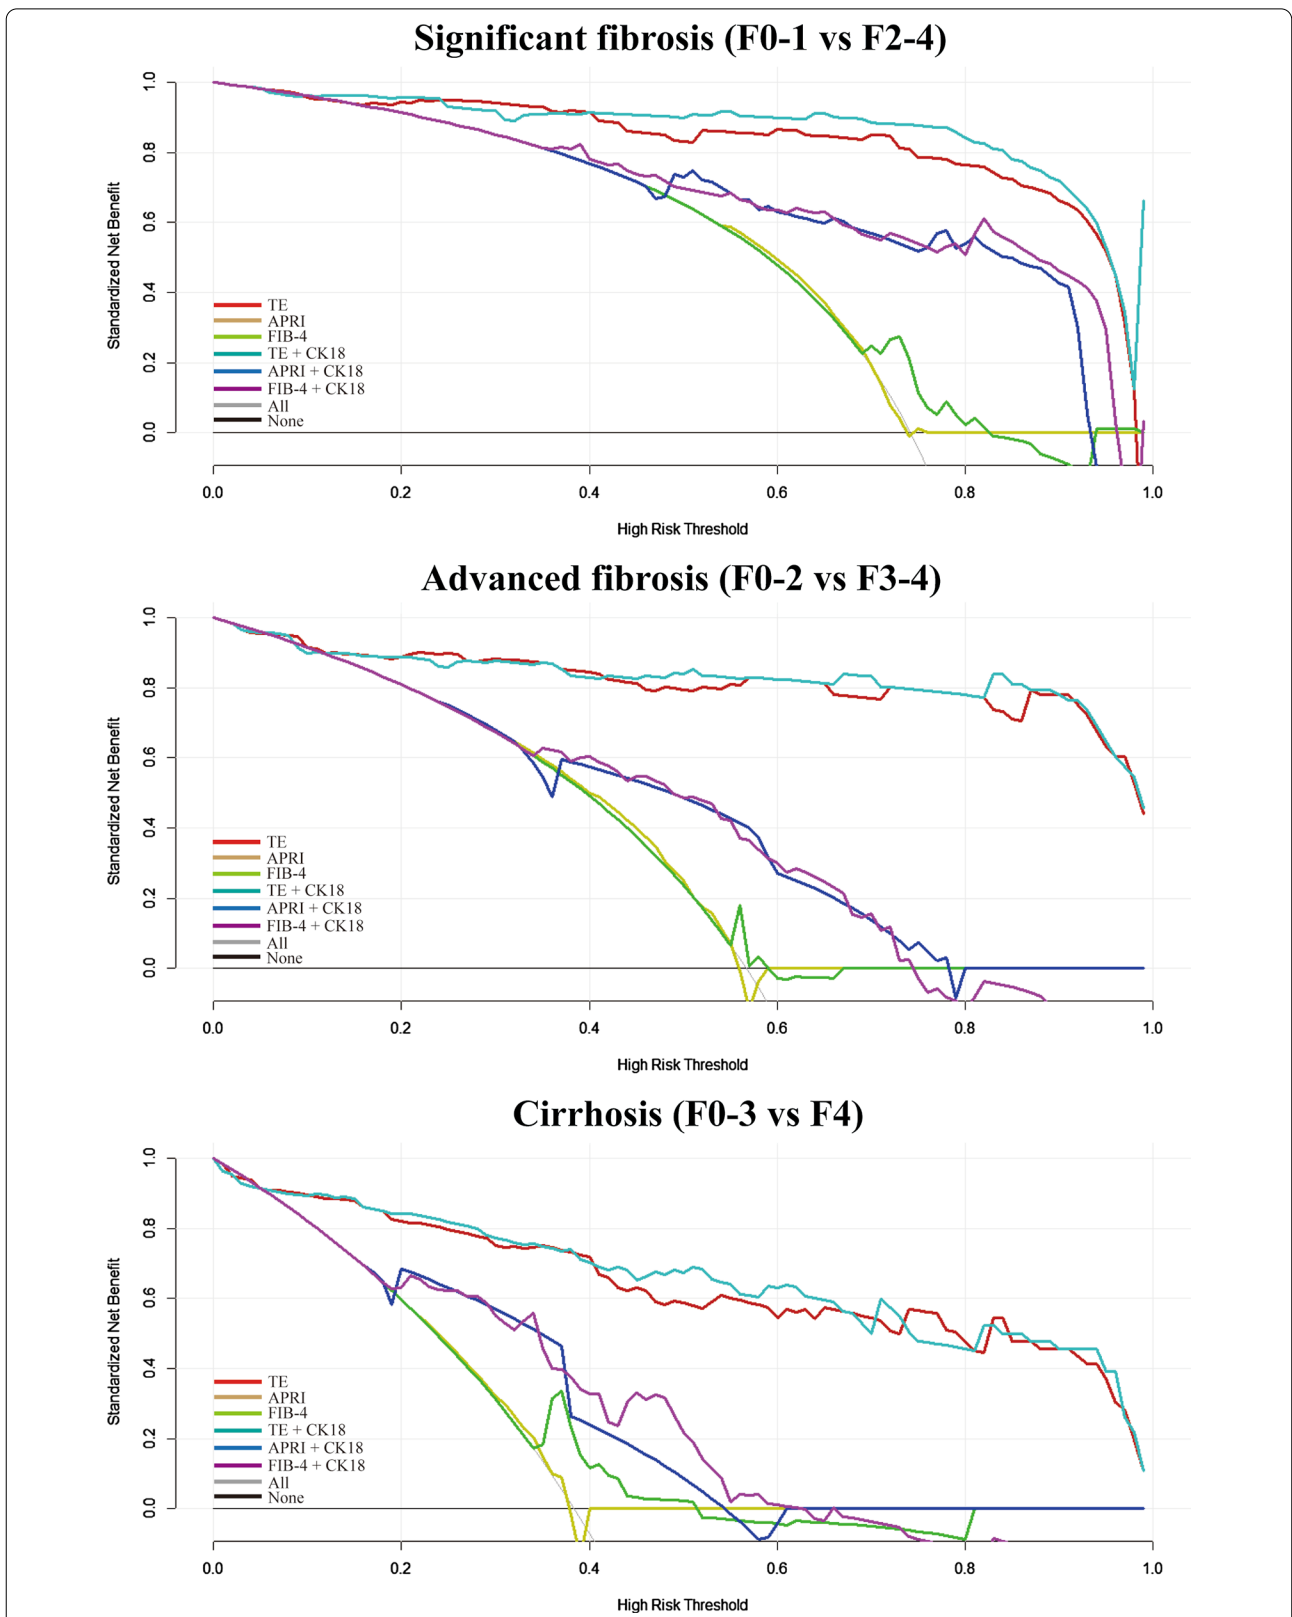 Significant fibrosis (F0-1 vs F2-4)
Standardized Net Benefit
1.0
0.8
0.6
0.4
0.2
0.0
TE
APRI
FIB-4
TE + CK18
APRI + CK18
FIB-4 + CK18
All
None
0.0 0.2 0.4 0.6 0.8 1.0
High Risk Threshold
Advanced fibrosis (F0-2 vs F3-4)
Standardized Net Benefit
1.0
0.8
0.6
0.4
0.2
0.0
TE
APRI
FIB-4
TE + CK18
APRI + CK18
FIB-4 + CK18
All
None
0.0 0.2 0.4 0.6 0.8 1.0
High Risk Threshold
Cirrhosis (F0-3 vs F4)
Standardized Net Benefit
1.0
0.8
0.6
0.4
0.2
0.0
TE
APRI
FIB-4
TE + CK18
APRI + CK18
FIB-4 + CK18
All
None
0.0 0.2 0.4 0.6 0.8 1.0
High Risk Threshold